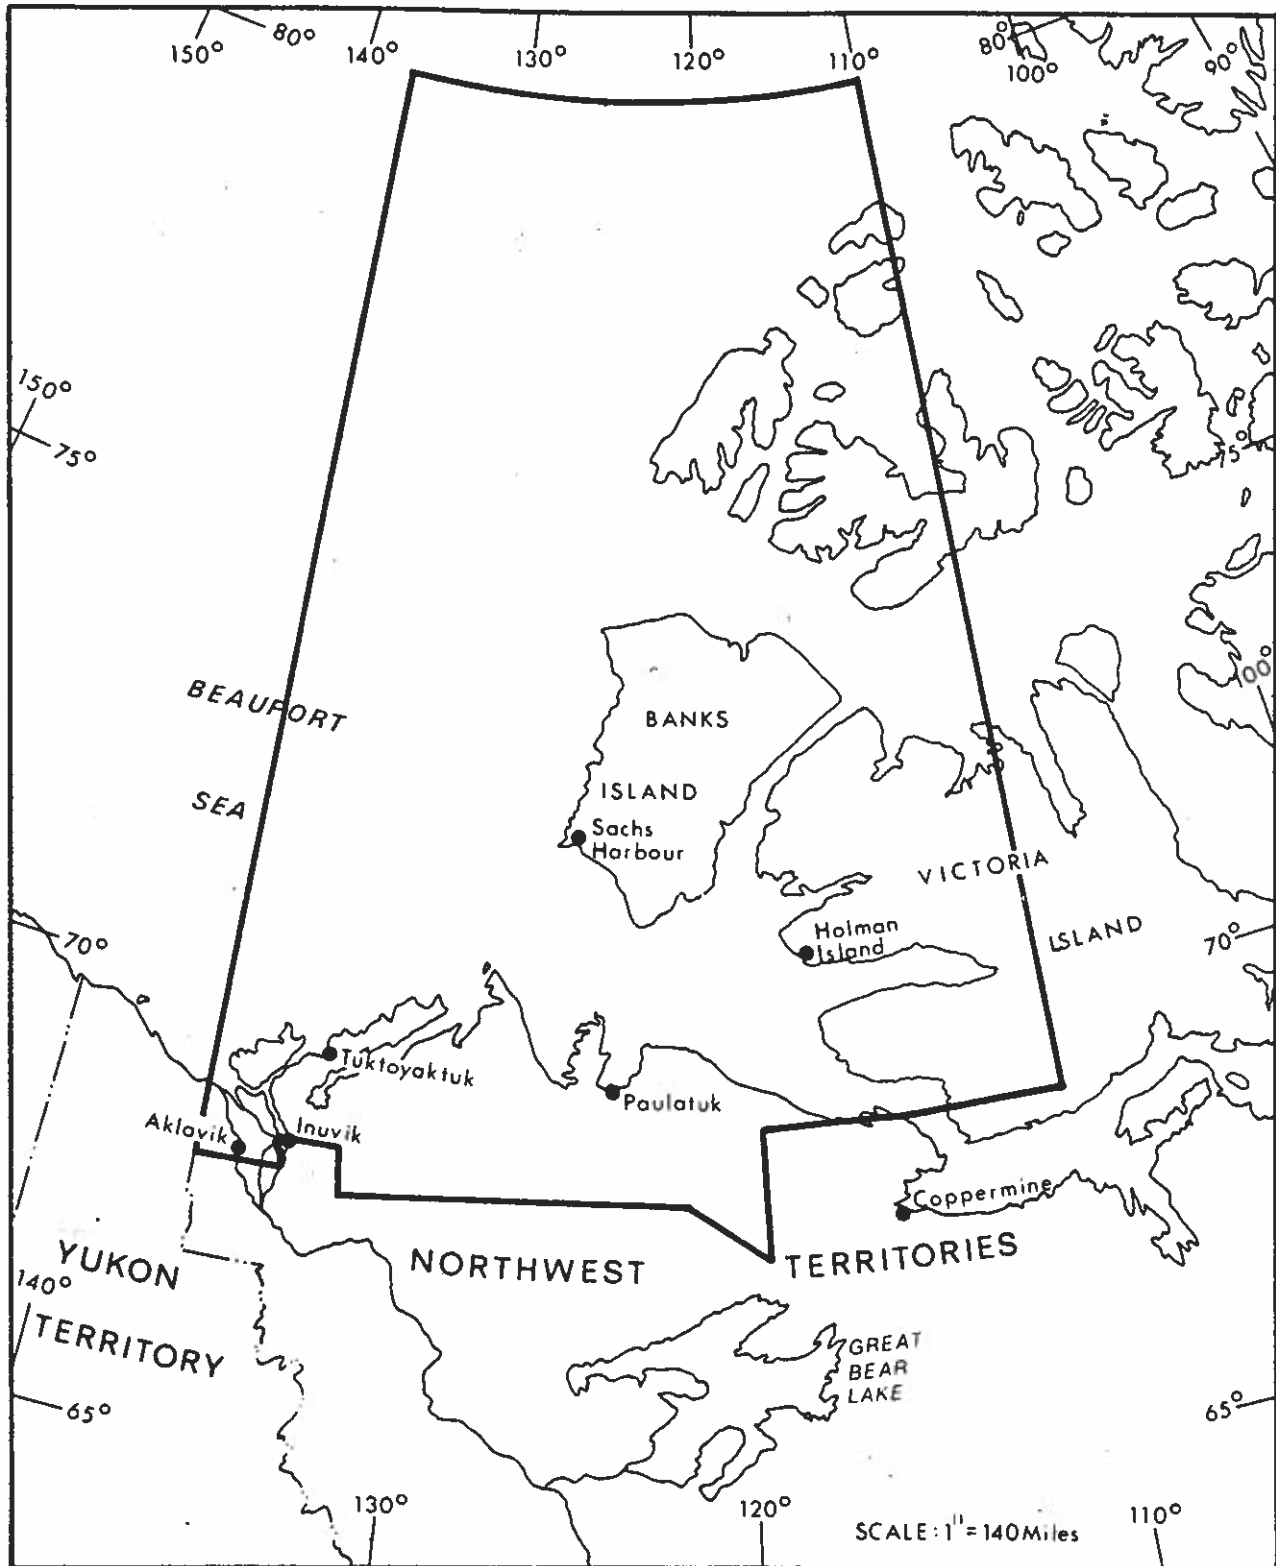 150°
80°
140°
130°
120°
110°
80°
100°
90°
150°
75°
75°
100°
BEAUFORT
SEA
BANKS
ISLAND
Sachs
Harbour
VICTORIA
ISLAND
Holman
Island
70°
70°
Tuktoyaktuk
Paulatuk
Aklavik
Inuvik
Coppermine
YUKON
TERRITORY
NORTHWEST
TERRITORIES
140°
GREAT
BEAR
LAKE
65°
65°
130°
120°
110°
SCALE: 1" = 140 Miles